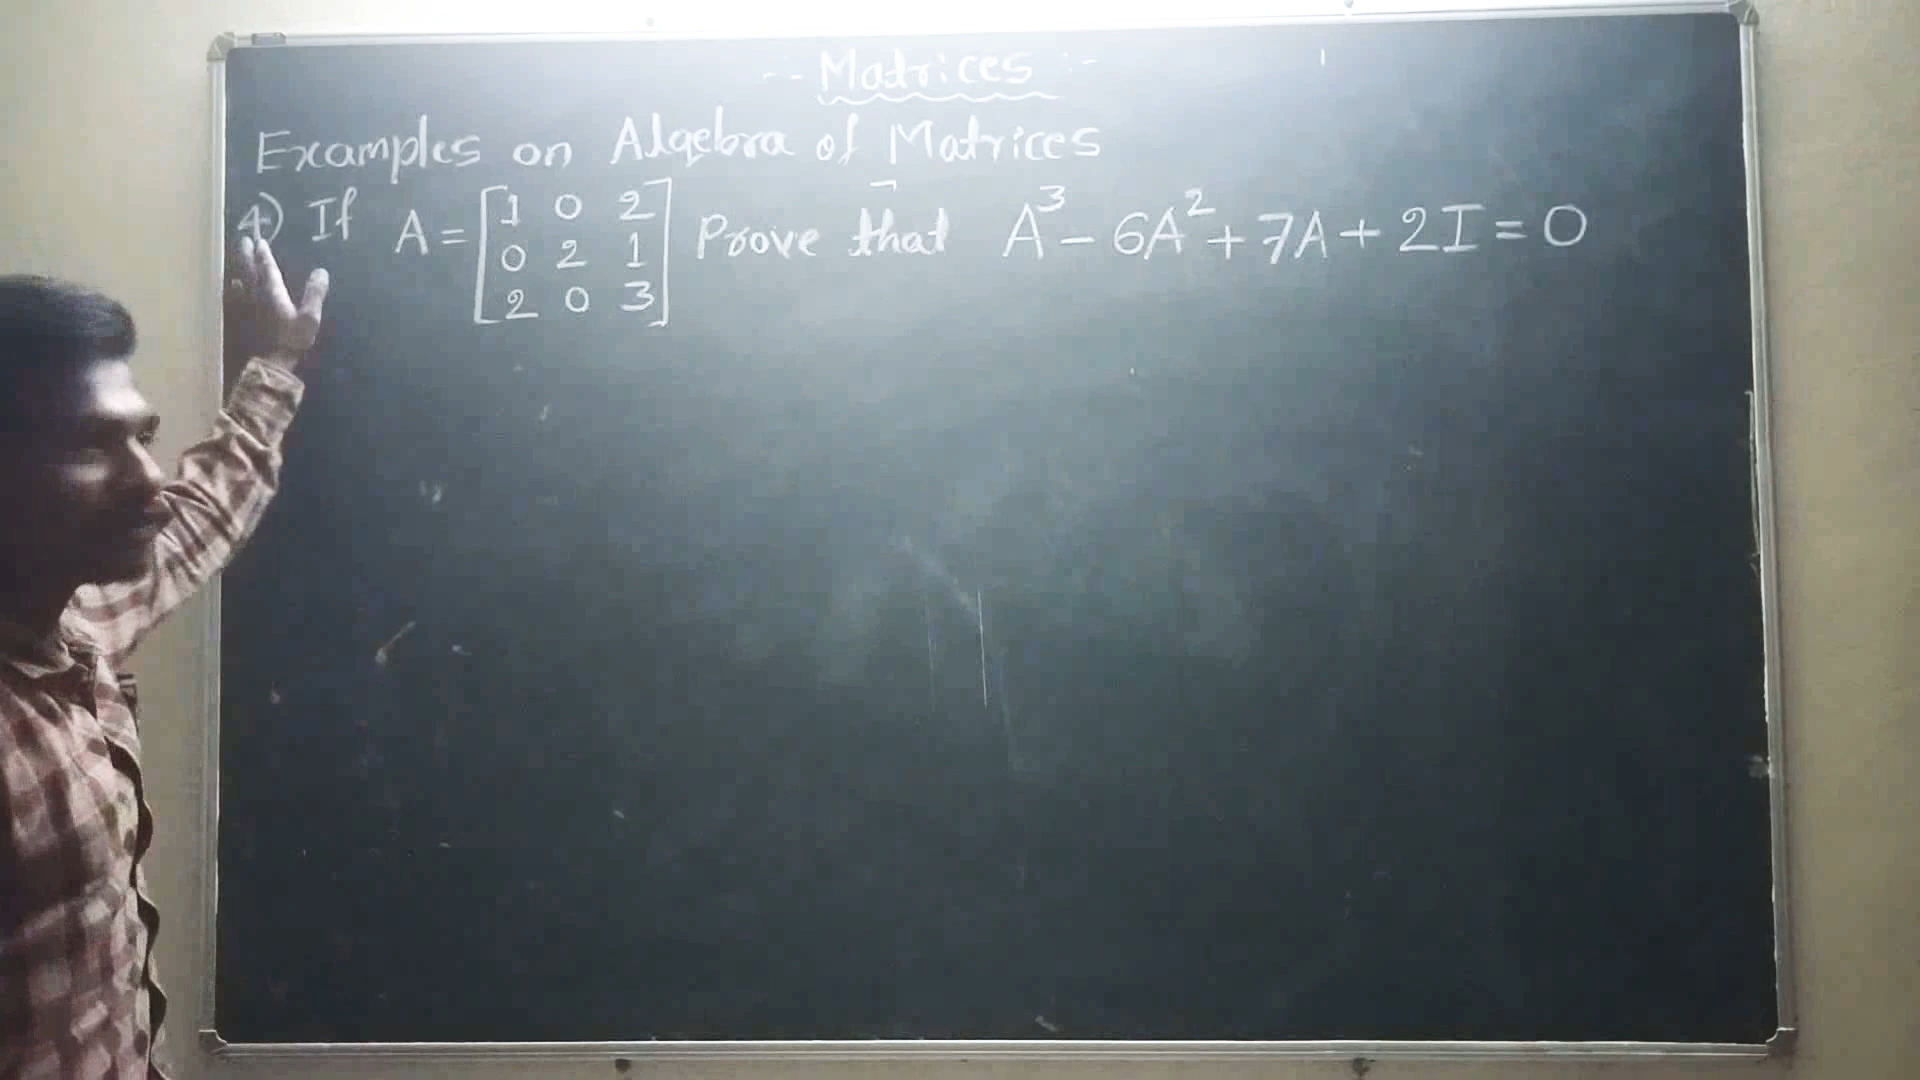 -- Matrices :-
Examples on Algebra of Matrices
4) If A = [1 0 2 Prove that A³ - 6A² + 7A + 2I = 0
0 2 1
2 0 3]